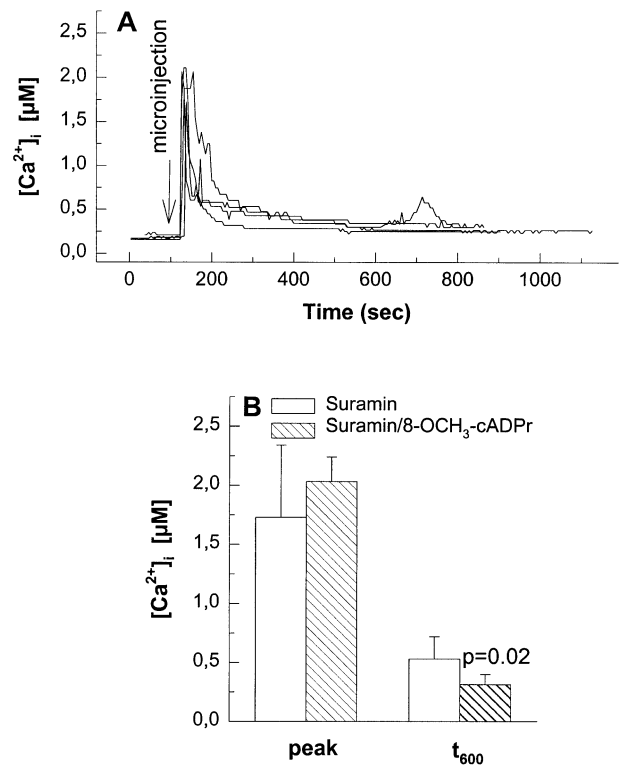 A
microinjection
[Ca2+]i [µM]
2,5
2,0
1,5
1,0
0,5
0,0
0 200 400 600 800 1000
Time (sec)
B
Suramin
Suramin/8-OCH3-cADPr
[Ca2+]i [µM]
2,5
2,0
1,5
1,0
0,5
0,0
p=0.02
peak t600